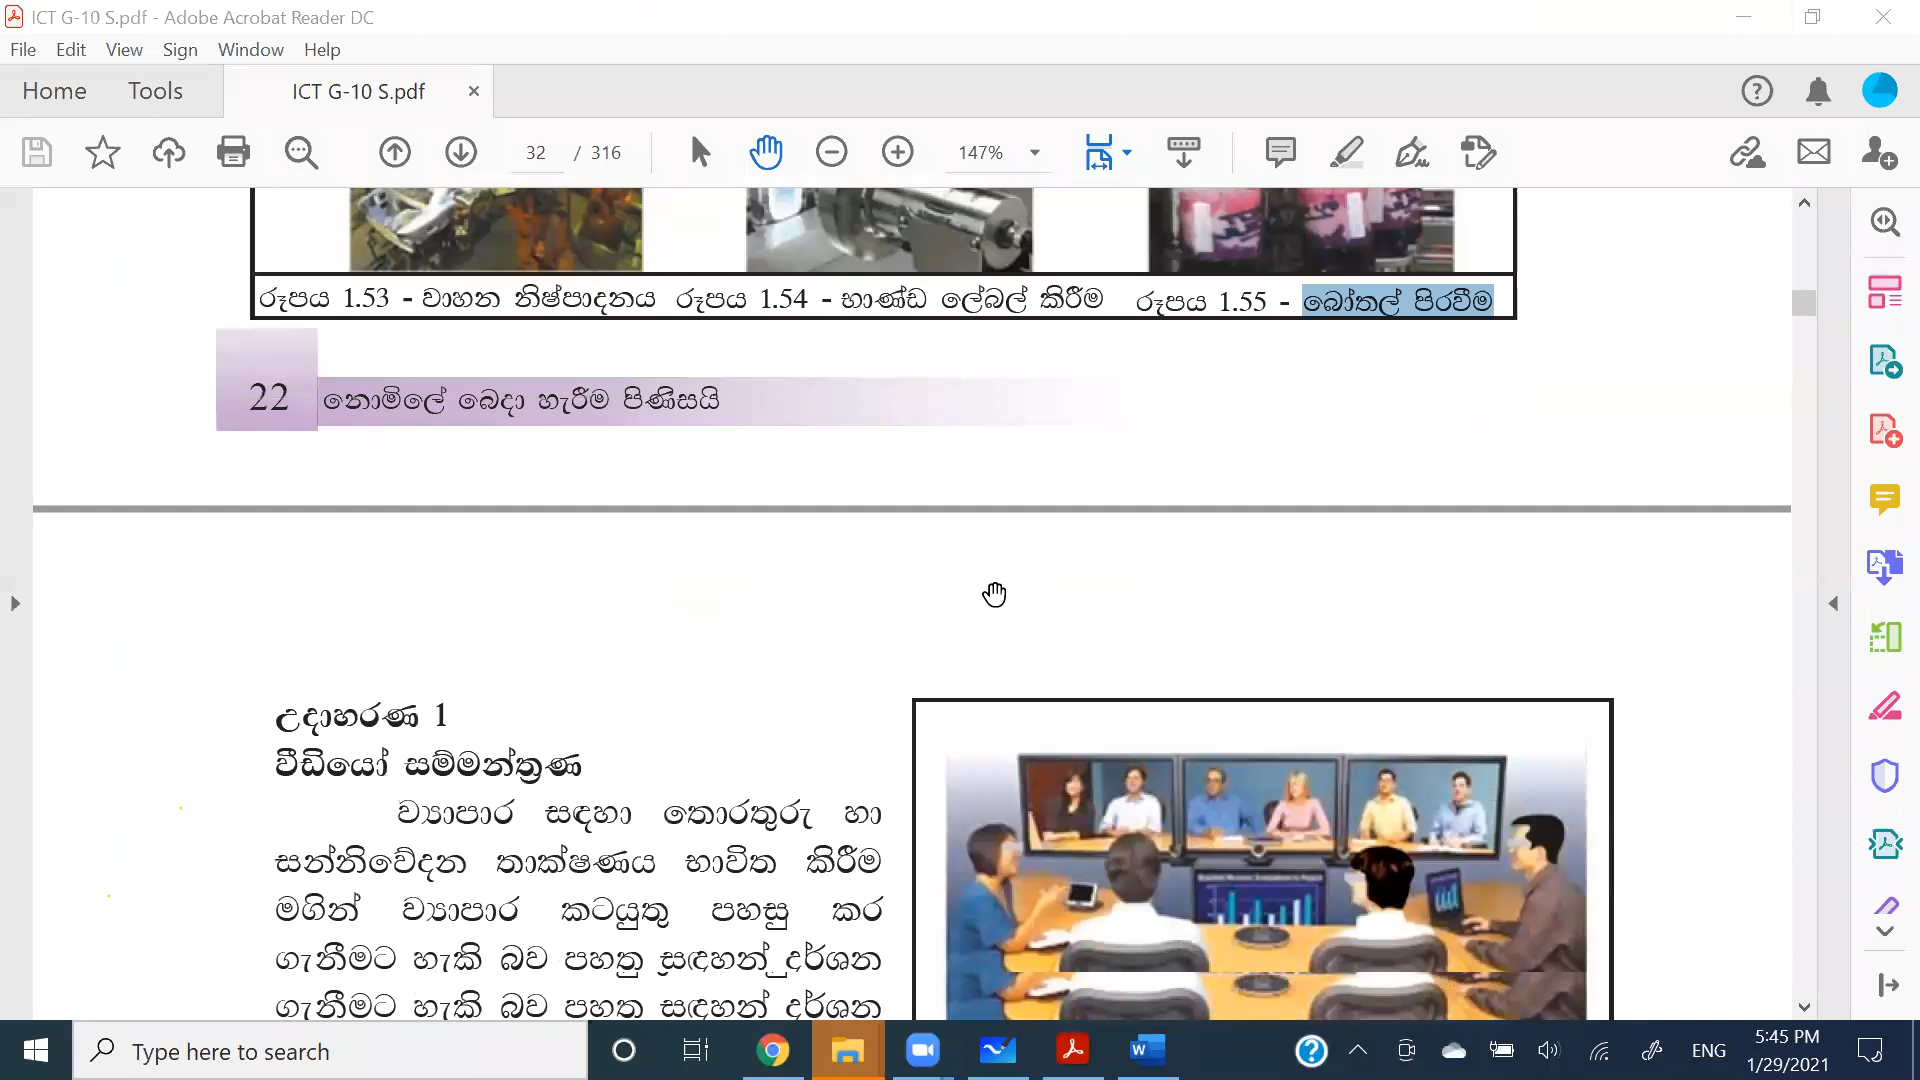 ICT G-10 S.pdf - Adobe Acrobat Reader DC
File Edit View Sign Window Help
Home Tools ICT G-10 S.pdf
32 / 316 147%
රූපය 1.53 - වාහන නිෂ්පාදනය රූපය 1.54 - භාණ්ඩ ලේබල් කිරීම රූපය 1.55 - බෝතල් පිරවීම
22 නොමිලේ බෙදා හැරීම පිණිසයි
උදාහරණ 1
වීඩියෝ සම්මන්ත්‍රණ
ව්‍යාපාර සඳහා තොරතුරු හා
සන්නිවේදන තාක්ෂණය භාවිත කිරීම
මගින් ව්‍යාපාර කටයුතු පහසු කර
ගැනීමට හැකි බව පහත සඳහන් දර්ශන
ගැනීමට හැකි බව පහත සඳහන් දර්ශන
Type here to search
ENG
5:45 PM
1/29/2021